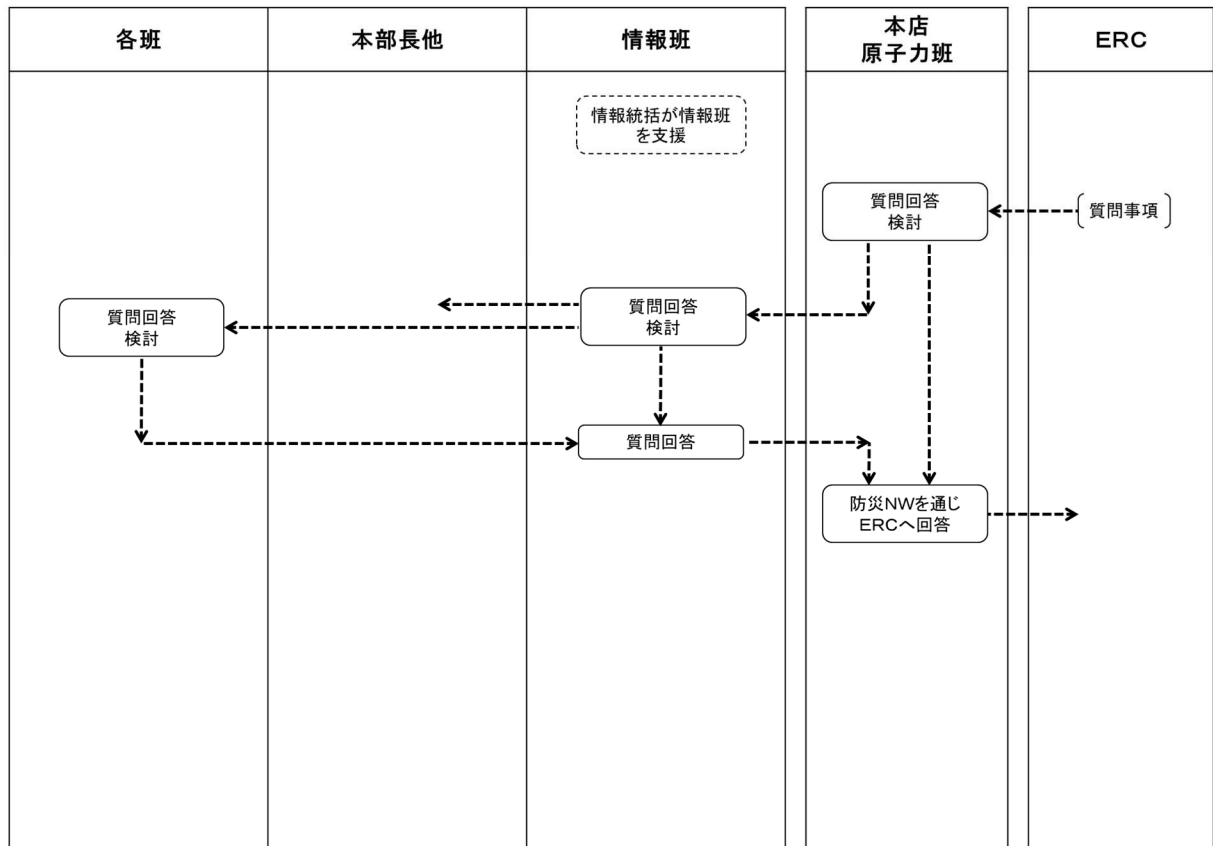 各班
本部長他
情報班
本店
原子力班
ERC
情報統括が情報班
を支援
質問回答
検討
質問事項
質問回答
検討
質問回答
検討
質問回答
防災NWを通じ
ERCへ回答